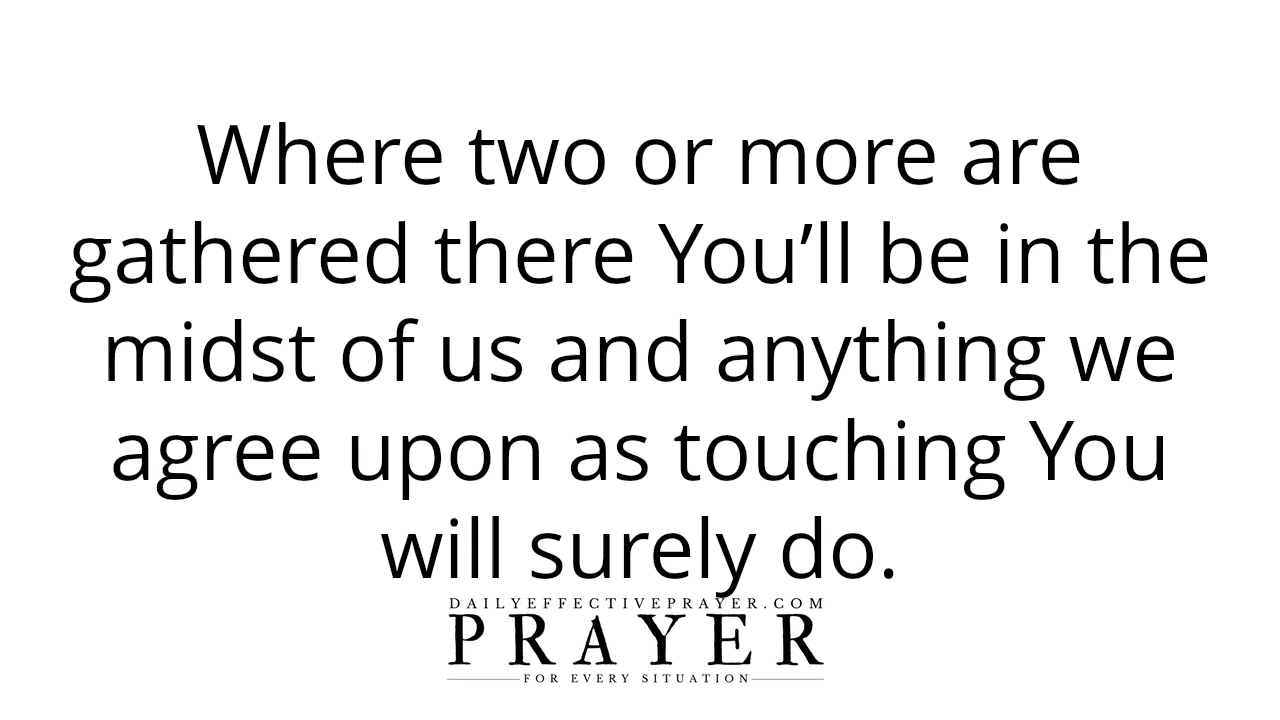 Where two or more are
gathered there You’ll be in the
midst of us and anything we
agree upon as touching You
will surely do.
DAILYEFFECTIVEPRAYER.COM
PRAYER
FOR EVERY SITUATION